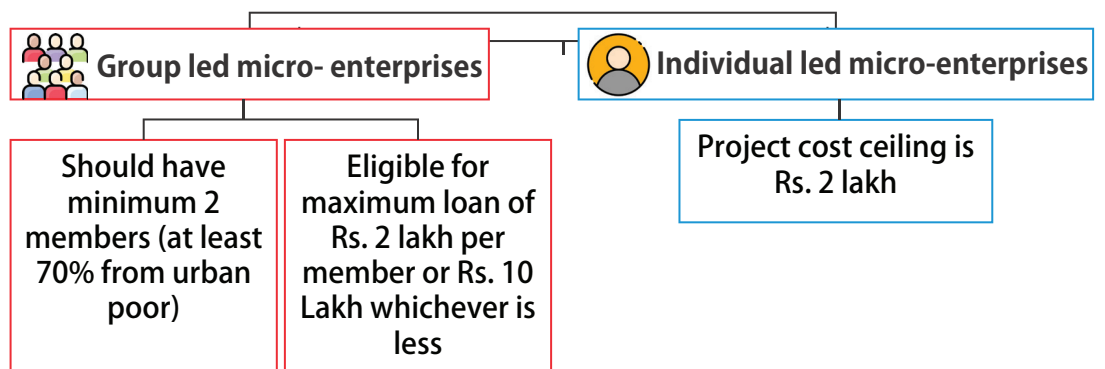 Group led micro- enterprises
Individual led micro-enterprises
Should have
minimum 2
members (at least
70% from urban
poor)
Eligible for
maximum loan of
Rs. 2 lakh per
member or Rs. 10
Lakh whichever is
less
Project cost ceiling is
Rs. 2 lakh